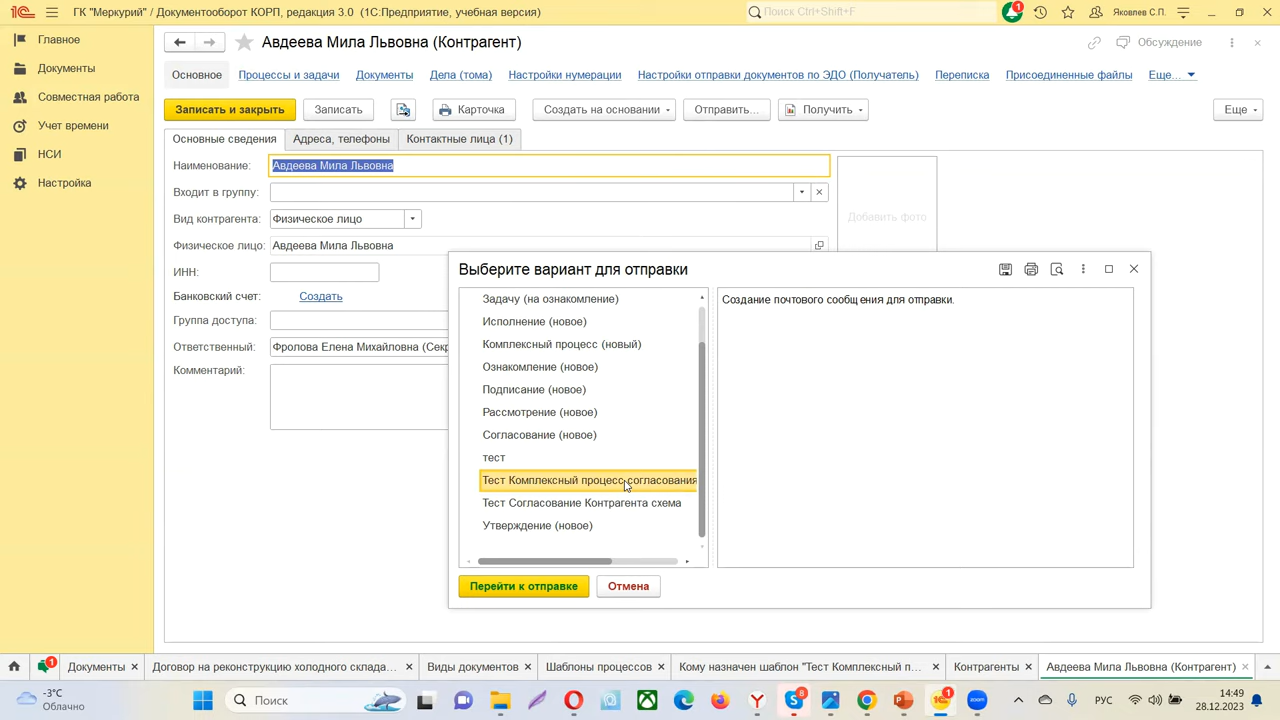 ГК "Меркурий" / Документооборот КОРП, редакция 3.0 (1С:Предприятие, учебная версия)
Поиск Ctrl+Shift+F
1
Яковлев С.П.
Главное
Документы
Совместная работа
Учет времени
НСИ
Настройка
Авдеева Мила Львовна (Контрагент)
Обсуждение
Основное
Процессы и задачи
Документы
Дела (тома)
Настройки нумерации
Настройки отправки документов по ЭДО (Получатель)
Переписка
Присоединенные файлы
Еще...
Записать и закрыть
Записать
Карточка
Создать на основании
Отправить...
Получить
Еще
Основные сведения
Адреса, телефоны
Контактные лица (1)
Наименование: Авдеева Мила Львовна
Входит в группу:
Вид контрагента: Физическое лицо
Физическое лицо: Авдеева Мила Львовна
ИНН:
Банковский счет: Создать
Группа доступа:
Ответственный: Фролова Елена Михайловна (Секр
Комментарий:
Добавить фото
Выберите вариант для отправки
Задачу (на ознакомление)
Исполнение (новое)
Комплексный процесс (новый)
Ознакомление (новое)
Подписание (новое)
Рассмотрение (новое)
Согласование (новое)
тест
Тест Комплексный процесс согласования
Тест Согласование Контрагента схема
Утверждение (новое)
Создание почтового сообщения для отправки.
Перейти к отправке
Отмена
1
Документы
Договор на реконструкцию холодного склада...
Виды документов
Шаблоны процессов
Кому назначен шаблон "Тест Комплексный п...
Контрагенты
Авдеева Мила Львовна (Контрагент)
-3°C
Облачно
Поиск
8
1
zoom
РУС
14:49
28.12.2023